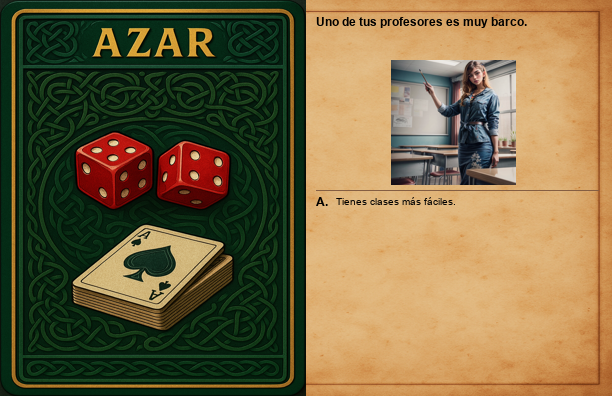 AZAR
A
A
Uno de tus profesores es muy barco.
A. Tienes clases más fáciles.